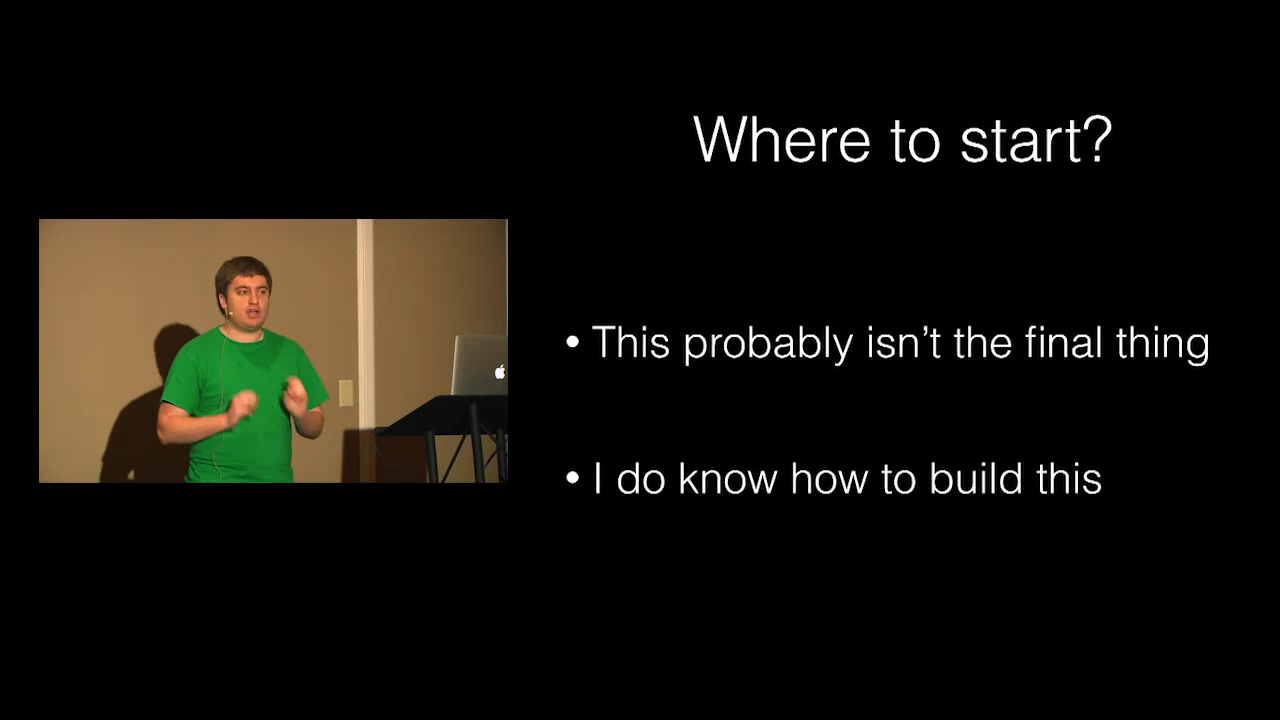 Where to start?
• This probably isn’t the final thing
• I do know how to build this